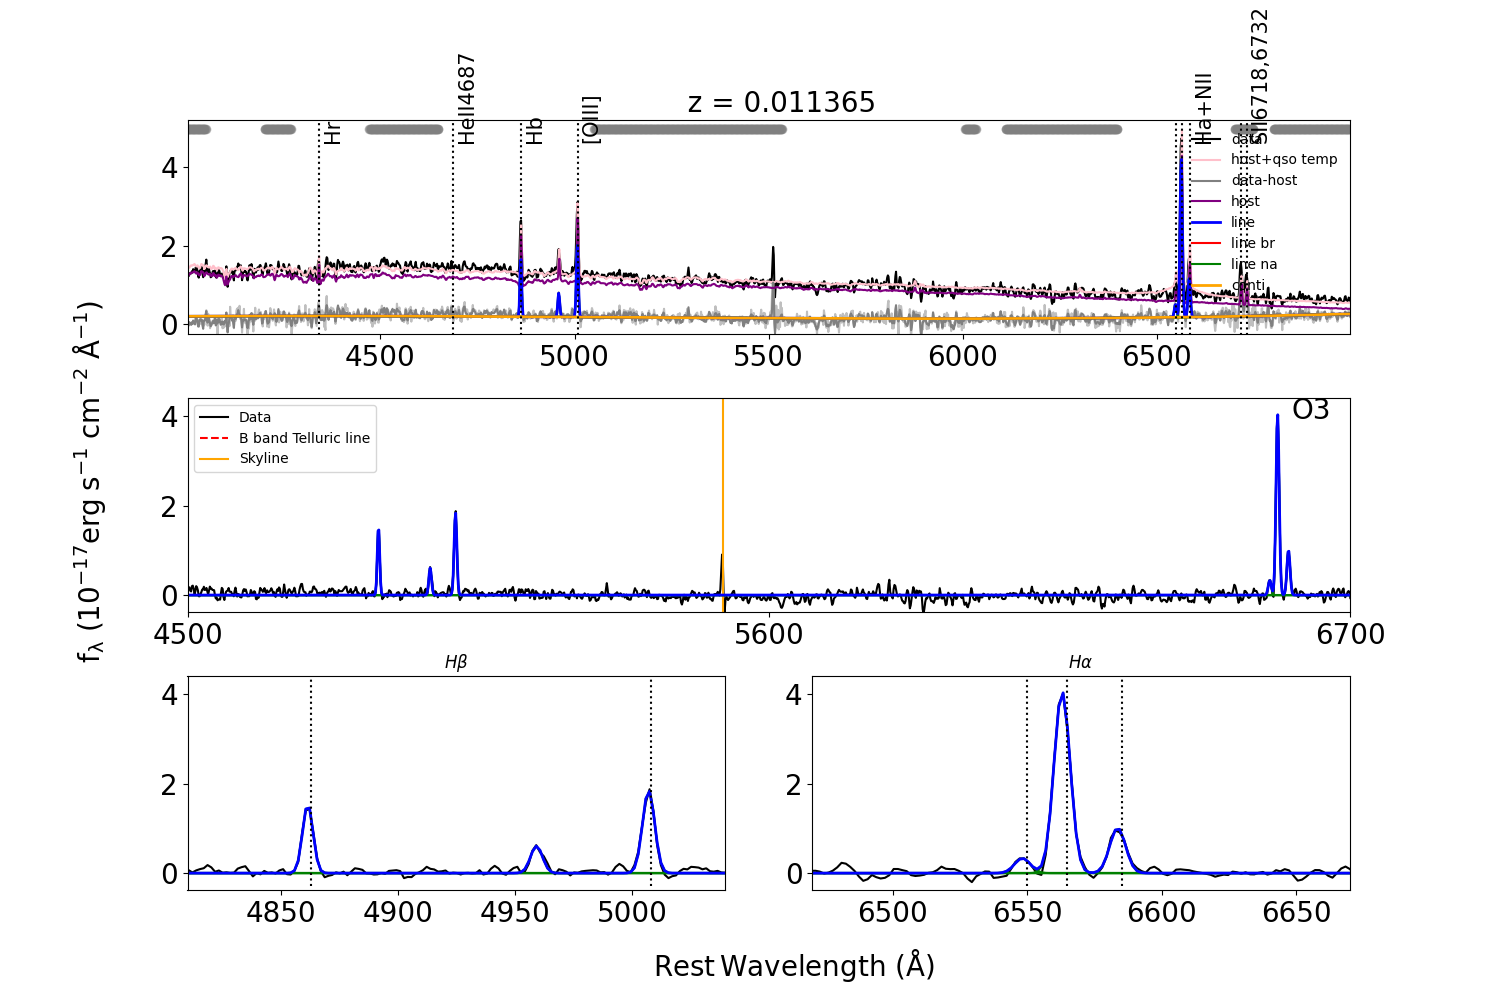 z = 0.011365
Hr
HeII4687
Hb
[OIII]
Ha+NII
SII6718,6732
data
host+qso temp
data-host
host
line
line br
line na
conti
0
2
4
4500
5000
5500
6000
6500
fλ (10−17erg s−1 cm−2 Å−1)
Data
B band Telluric line
Skyline
O3
0
2
4
4500
5600
6700
Hβ
0
2
4
4850
4900
4950
5000
Hα
0
2
4
6500
6550
6600
6650
Rest Wavelength (Å)